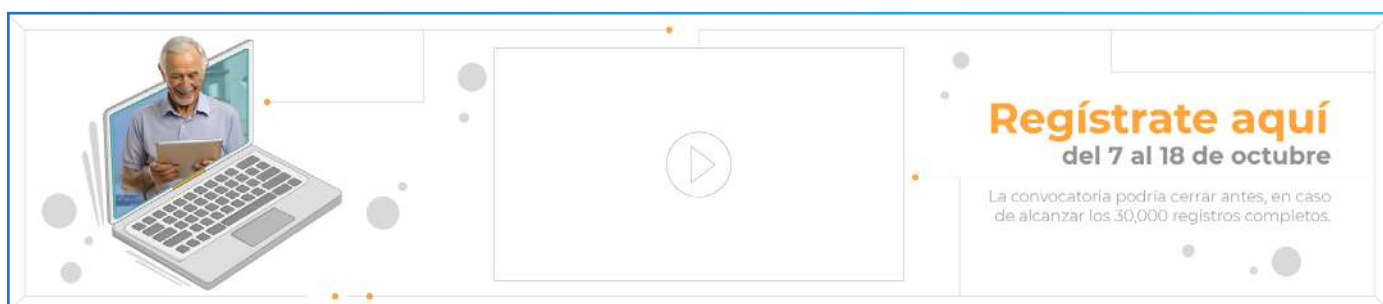 Regístrate aquí
del 7 al 18 de octubre
La convocatoria podría cerrar antes, en caso
de alcanzar los 30,000 registros completos.